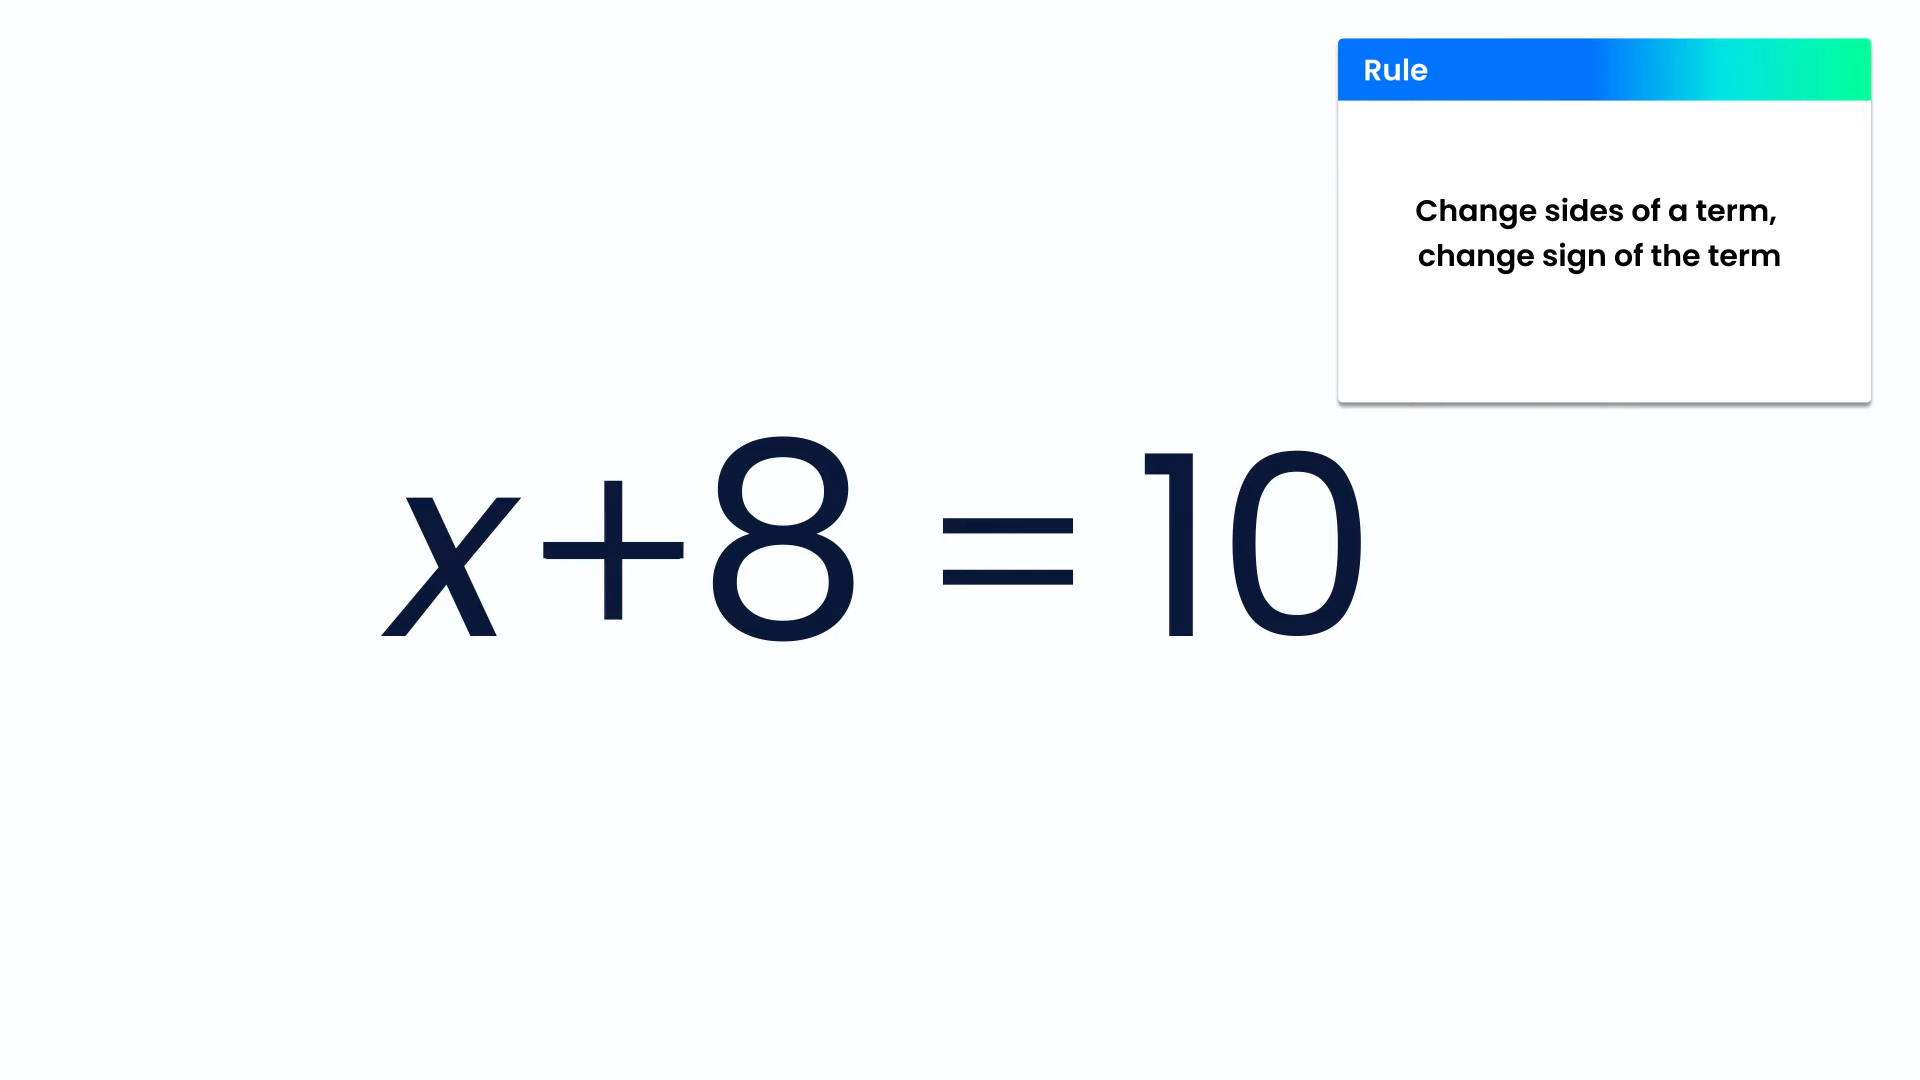 Rule
Change sides of a term,
change sign of the term
x+8 = 10